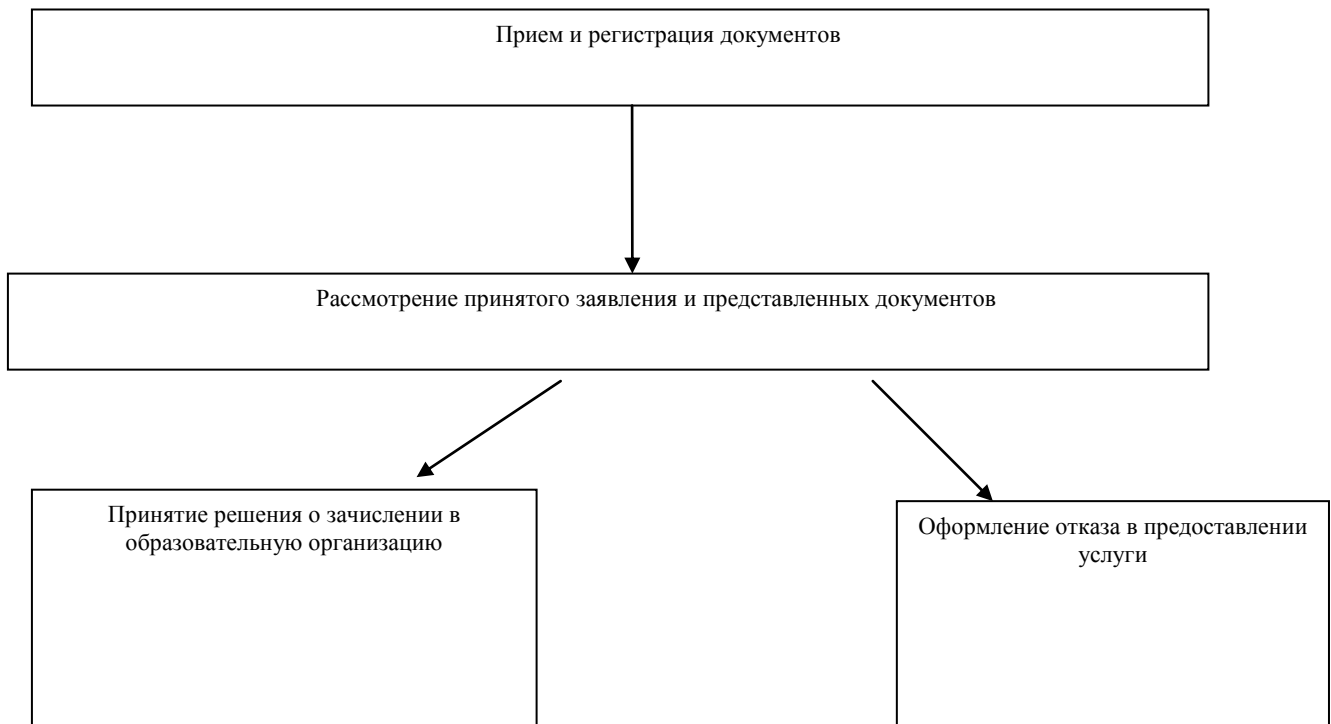 Прием и регистрация документов
Рассмотрение принятого заявления и представленных документов
Принятие решения о зачислении в
образовательную организацию
Оформление отказа в предоставлении
услуги